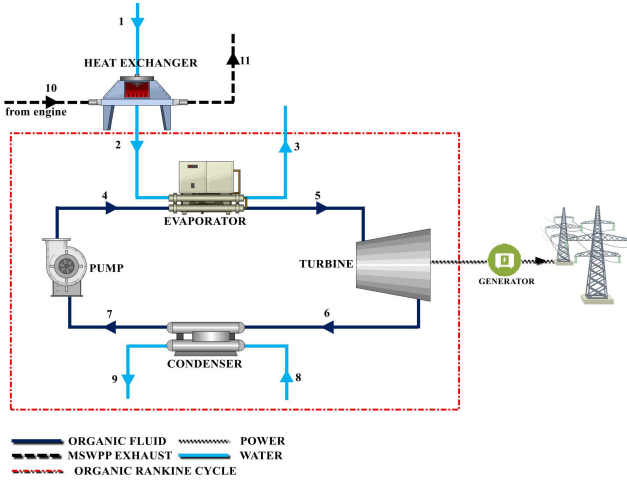 1
HEAT EXCHANGER
11
10
from engine
2
3
4
5
EVAPORATOR
PUMP
TURBINE
GENERATOR
7
6
CONDENSER
9
8
ORGANIC FLUID
POWER
MSWPP EXHAUST
WATER
ORGANIC RANKINE CYCLE